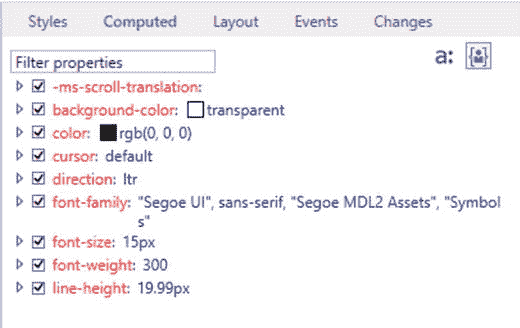 Styles Computed Layout Events Changes
a:
Filter properties
-ms-scroll-translation:
background-color: transparent
color: rgb(0, 0, 0)
cursor: default
direction: ltr
font-family: "Segoe UI", sans-serif, "Segoe MDL2 Assets", "Symbol
s"
font-size: 15px
font-weight: 300
line-height: 19.99px